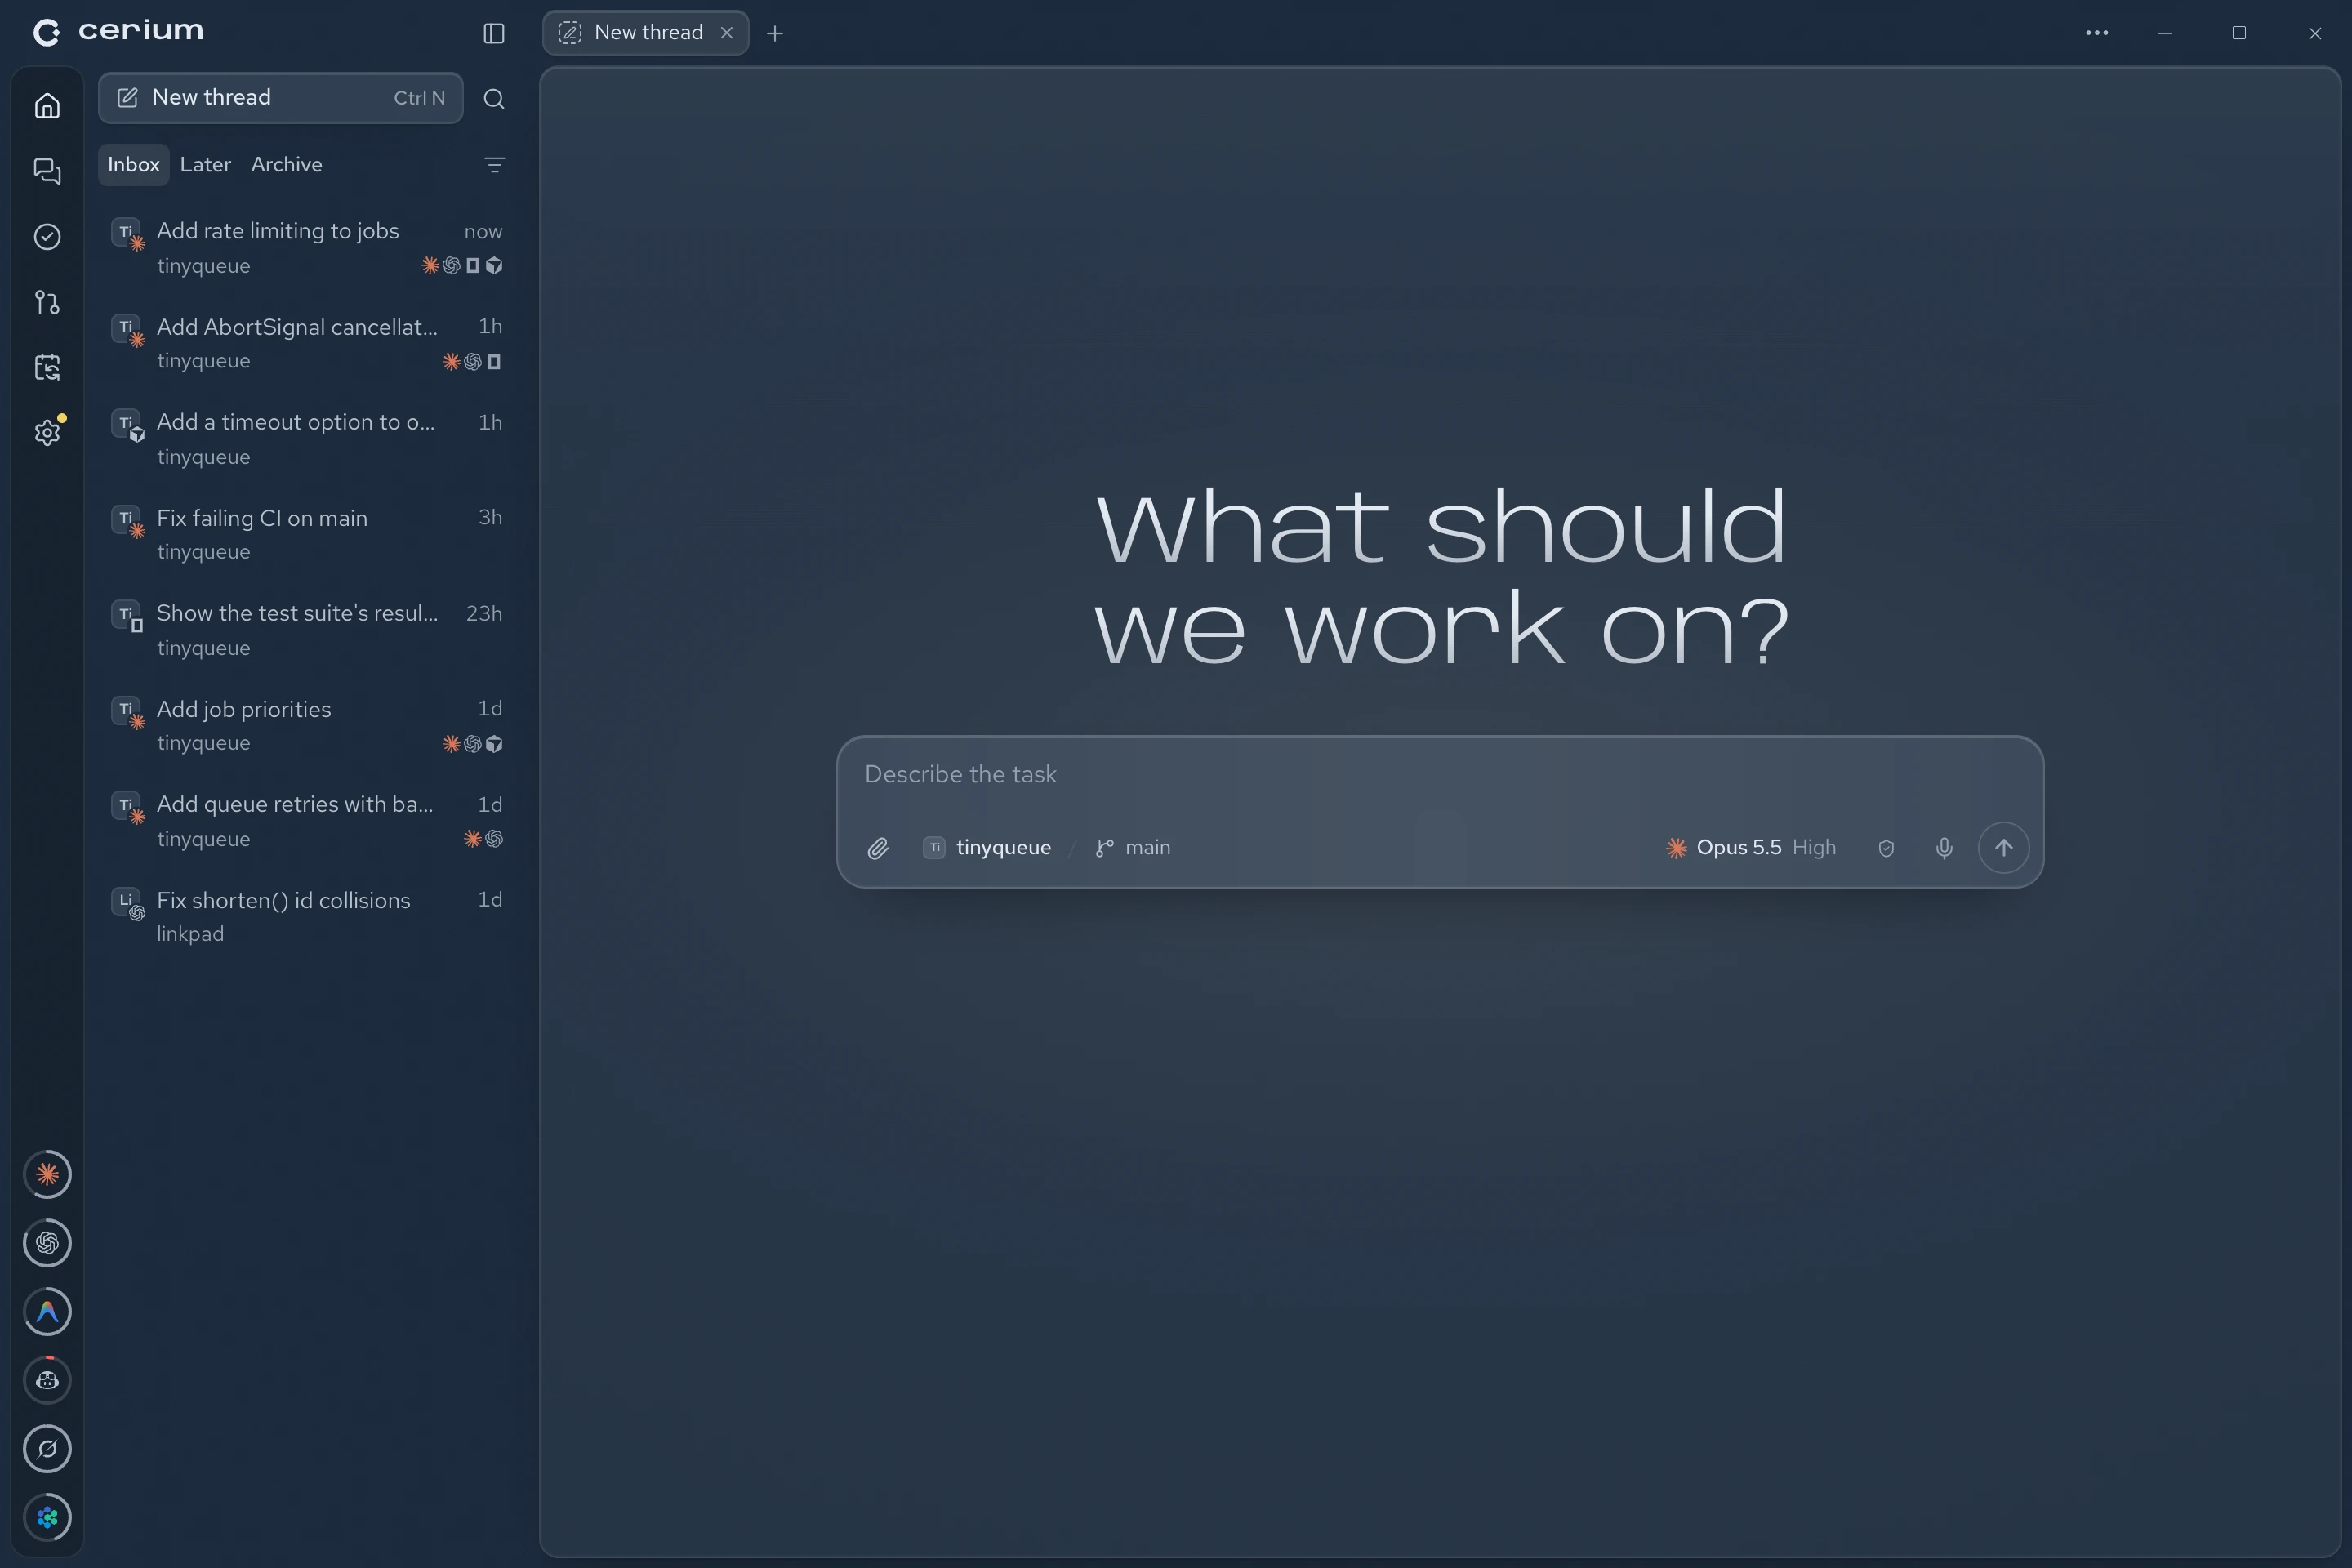 cerium
New thread
New thread Ctrl N
Inbox Later Archive
Ti Add rate limiting to jobs now
tinyqueue
Ti Add AbortSignal cancellat... 1h
tinyqueue
Ti Add a timeout option to o... 1h
tinyqueue
Ti Fix failing CI on main 3h
tinyqueue
Ti Show the test suite's resul... 23h
tinyqueue
Ti Add job priorities 1d
tinyqueue
Ti Add queue retries with ba... 1d
tinyqueue
Li Fix shorten() id collisions 1d
linkpad
What should
we work on?
Describe the task
Ti tinyqueue / main Opus 5.5 High